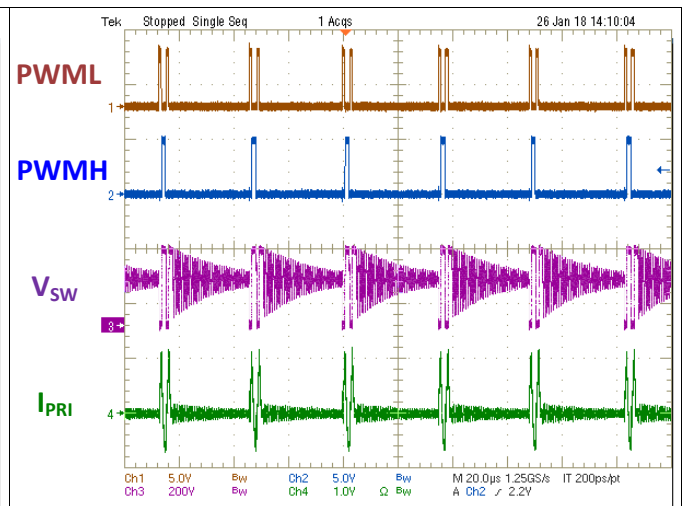 Tek Stopped Single Seq 1 Acqs 26 Jan 18 14:10:04
PWML
1
PWMH
2
VSW
3
IPRI
4
Ch1 5.0V Bw Ch2 5.0V Bw M 20.0µs 1.25GS/s IT 200ps/pt
Ch3 200V Bw Ch4 1.0V Ω Bw A Ch2 / 2.2V